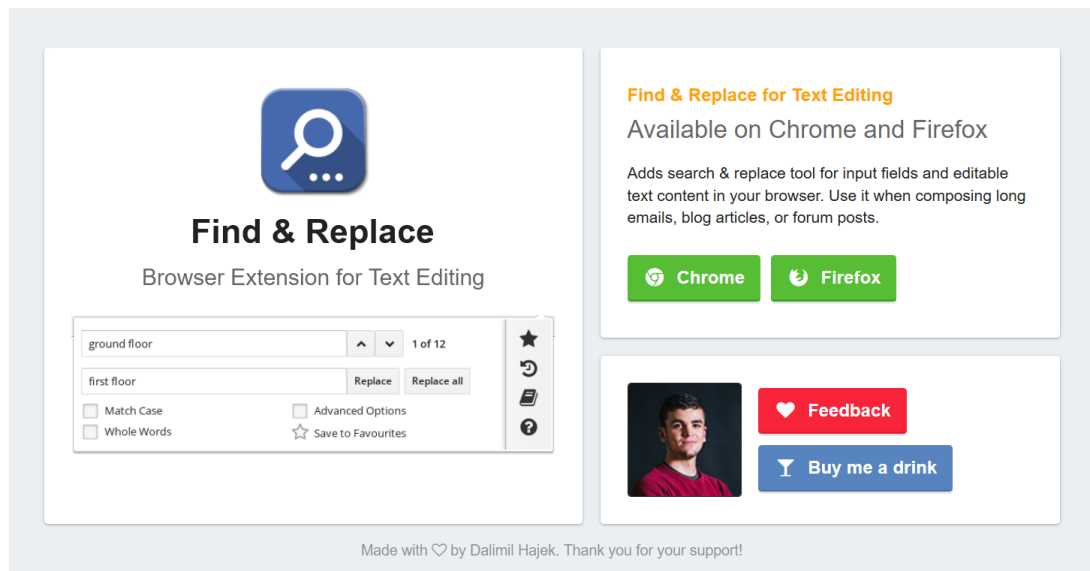 Find & Replace
Browser Extension for Text Editing
ground floor
1 of 12
first floor
Replace
Replace all
Match Case
Advanced Options
Whole Words
Save to Favourites
Find & Replace for Text Editing
Available on Chrome and Firefox
Adds search & replace tool for input fields and editable
text content in your browser. Use it when composing long
emails, blog articles, or forum posts.
Chrome
Firefox
Feedback
Buy me a drink
Made with ♡ by Dalimil Hajek. Thank you for your support!